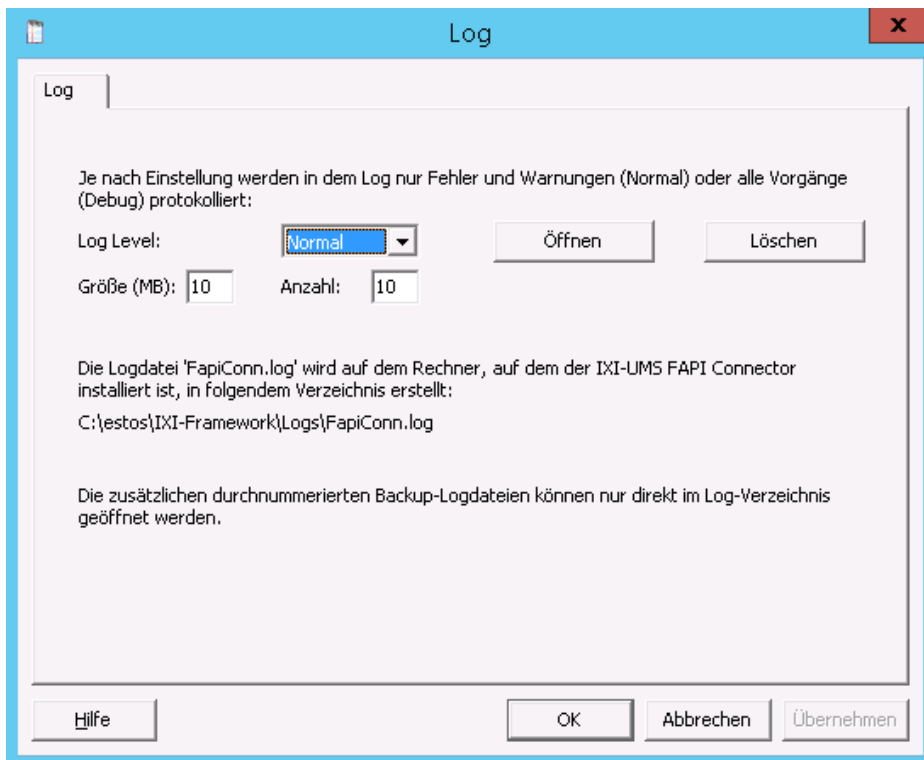 Log
Log
Je nach Einstellung werden in dem Log nur Fehler und Warnungen (Normal) oder alle Vorgänge
(Debug) protokolliert:
Log Level: Normal Öffnen Löschen
Größe (MB): 10 Anzahl: 10
Die Logdatei 'FapiConn.log' wird auf dem Rechner, auf dem der IXI-UMS FAPI Connector
installiert ist, in folgendem Verzeichnis erstellt:
C:\estos\IXI-Framework\Logs\FapiConn.log
Die zusätzlichen durchnummerierten Backup-Logdateien können nur direkt im Log-Verzeichnis
geöffnet werden.
Hilfe OK Abbrechen Übernehmen